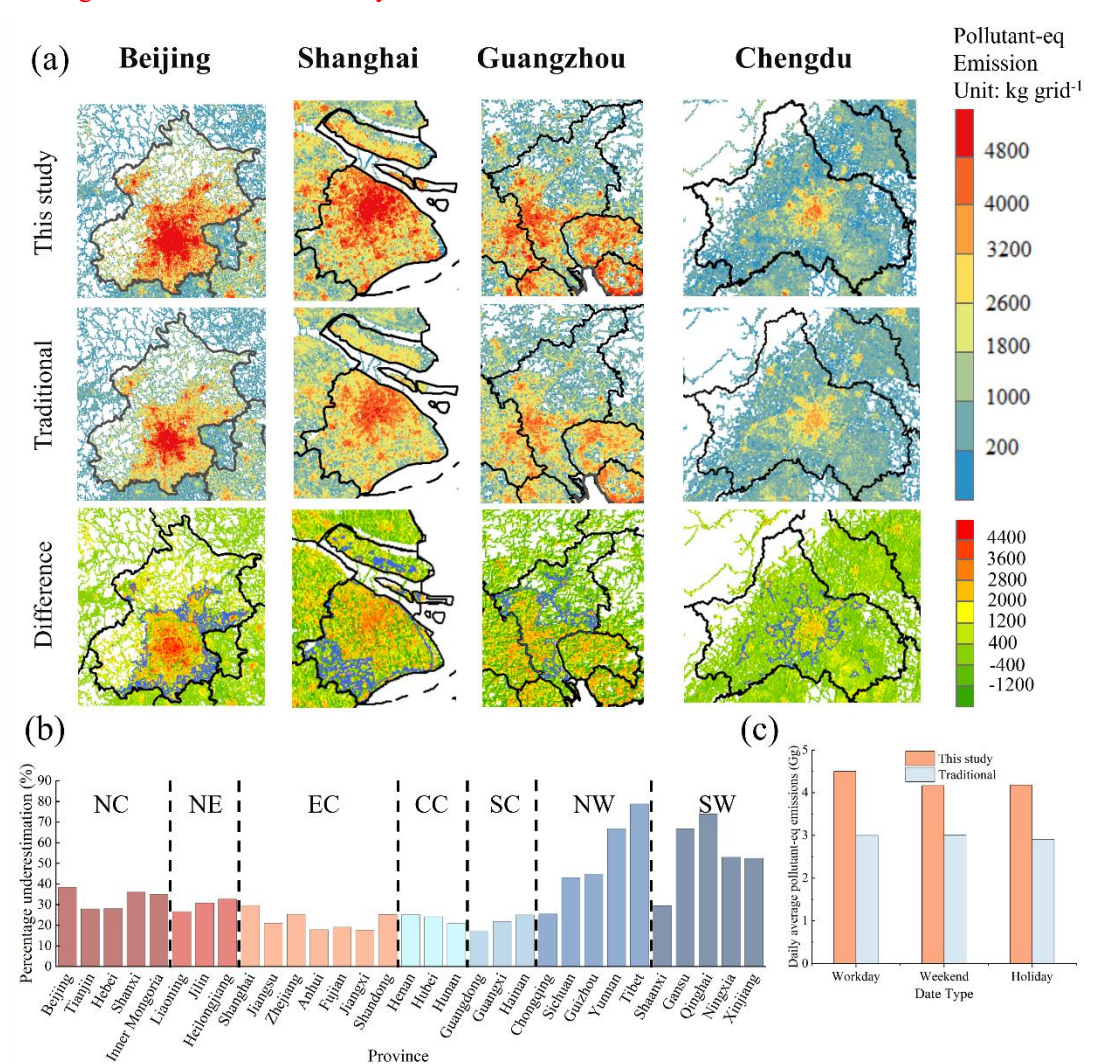 (a)
Beijing
Shanghai
Guangzhou
Chengdu
Pollutant-eq
Emission
Unit: kg grid-1
This study
Traditional
Difference
4800
4000
3200
2600
1800
1000
200
4400
3600
2800
2000
1200
400
-400
-1200
(b)
Percentage underestimation (%)
90
80
70
60
50
40
30
20
10
0
NC
NE
EC
CC
SC
NW
SW
Beijing
Tianjin
Hebei
Shanxi
Inner Mongoria
Liaoning
Jilin
Heilongjiang
Shanghai
Jiangsu
Zhejiang
Anhui
Fujian
Jiangxi
Shandong
Henan
Hubei
Hunan
Guangdong
Guangxi
Hainan
Chongqing
Sichuan
Guizhou
Yunnan
Tibet
Shaanxi
Gansu
Qinghai
Ningxia
Xinjiang
Province
(c)
Daily average pollutant-eq emissions (Gg)
5
4
3
2
1
0
This study
Traditional
Workday
Weekend
Holiday
Date Type